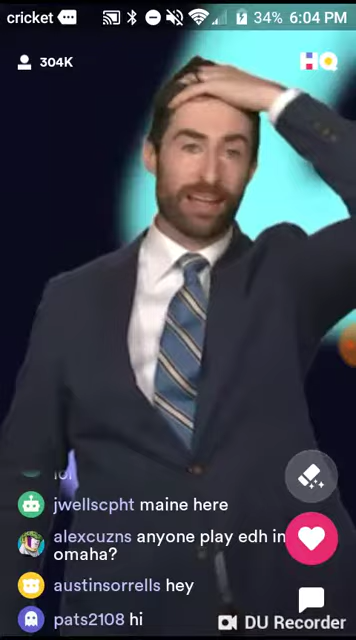 cricket 34% 6:04 PM
304K HQ
lol
jwellscpht maine here
alexcuzns anyone play edh in
omaha?
austinsorrells hey
pats2108 hi
DU Recorder